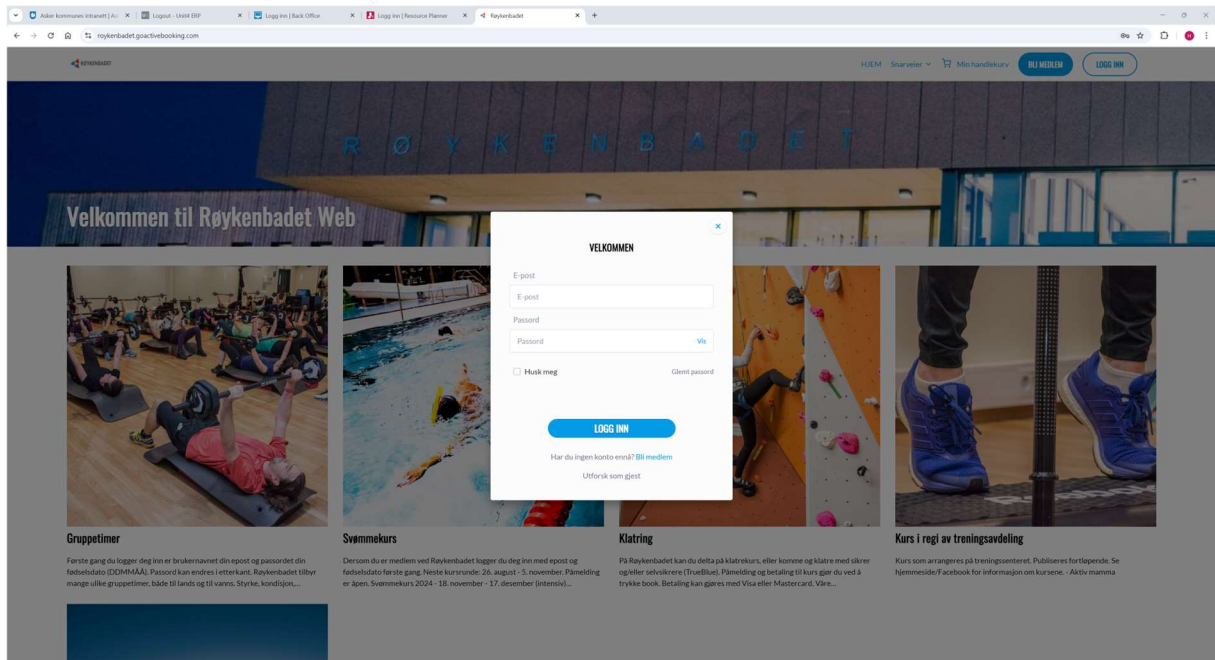 Asker kommunes intranett | As
Logout - Unit4 ERP
Logg inn | Back Office
Logg inn | Resource Planner
Røykenbadet
roykenbadet.goactivebooking.com
RØYKENBADET
HJEM Snarveier Min handlekurv BLI MEDLEM LOGG INN
RØYKENBADET
Velkommen til Røykenbadet Web
VELKOMMEN
E-post
E-post
Passord
Passord Vis
Husk meg Glemt passord
LOGG INN
Har du ingen konto ennå? Bli medlem
Utforsk som gjest
Gruppetimer
Første gang du logger deg inn er brukernavnet din epost og passordet din
fødselsdato (DDMMÅÅ). Passord kan endres i etterkant. Røykenbadet tilbyr
mange ulike gruppetimer, både til lands og til vanns. Styrke, kondisjon,...
Svømmekurs
Dersom du er medlem ved Røykenbadet logger du deg inn med epost og
fødselsdato første gang. Neste kursrunde: 26. august - 5. november. Påmelding
er åpen. Svømmekurs 2024 - 18. november - 17. desember (intensiv)...
Klatring
På Røykenbadet kan du delta på klatrekurs, eller komme og klatre med sikrer
og/eller selvsikrere (TrueBlue). Påmelding og betaling til kurs gjør du ved å
trykke book. Betaling kan gjøres med Visa eller Mastercard. Våre...
Kurs i regi av treningsavdeling
Kurs som arrangeres på treningssenteret. Publiseres fortløpende. Se
hjemmeside/Facebook for informasjon om kursene. - Aktiv mamma